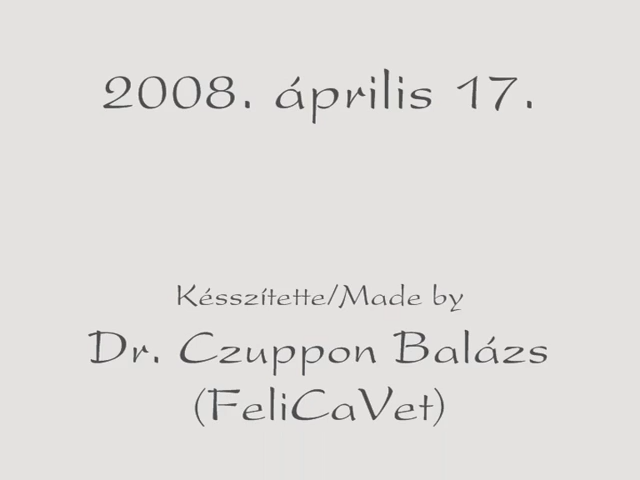 2008. április 17.
Késszítette/Made by
Dr. Czuppon Balázs
(FeliCaVet)